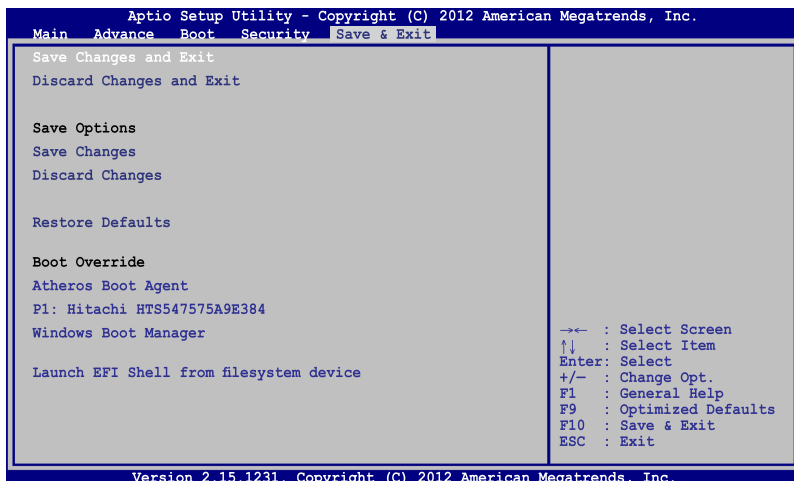 Aptio Setup Utility - Copyright (C) 2012 American Megatrends, Inc.
Main Advance Boot Security Save & Exit
Save Changes and Exit
Discard Changes and Exit
Save Options
Save Changes
Discard Changes
Restore Defaults
Boot Override
Atheros Boot Agent
P1: Hitachi HTS547575A9E384
Windows Boot Manager
Launch EFI Shell from filesystem device
→← : Select Screen
↑↓ : Select Item
Enter: Select
+/— : Change Opt.
F1 : General Help
F9 : Optimized Defaults
F10 : Save & Exit
ESC : Exit
Version 2.15.1231. Copyright (C) 2012 American Megatrends, Inc.